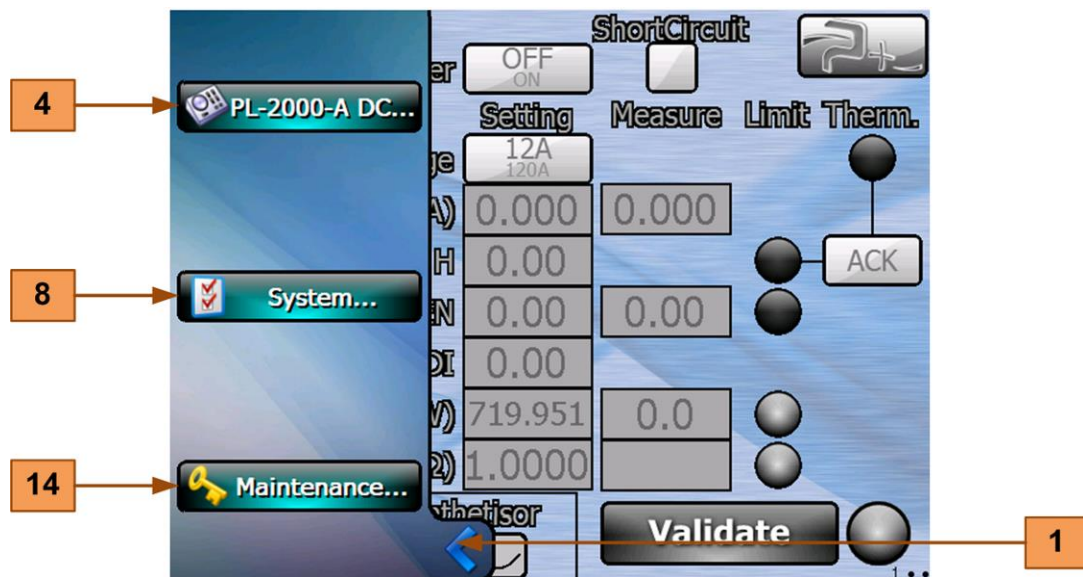 ShortCircuit
er
OFF
ON
4
PL-2000-A DC...
Setting
Measure
Limit
Therm.
ge
12A
120A
A)
0.000
0.000
H
0.00
ACK
8
System...
EN
0.00
0.00
DI
0.00
W)
719.951
0.0
Ω)
1.0000
14
Maintenance...
thetisor
Validate
1
1